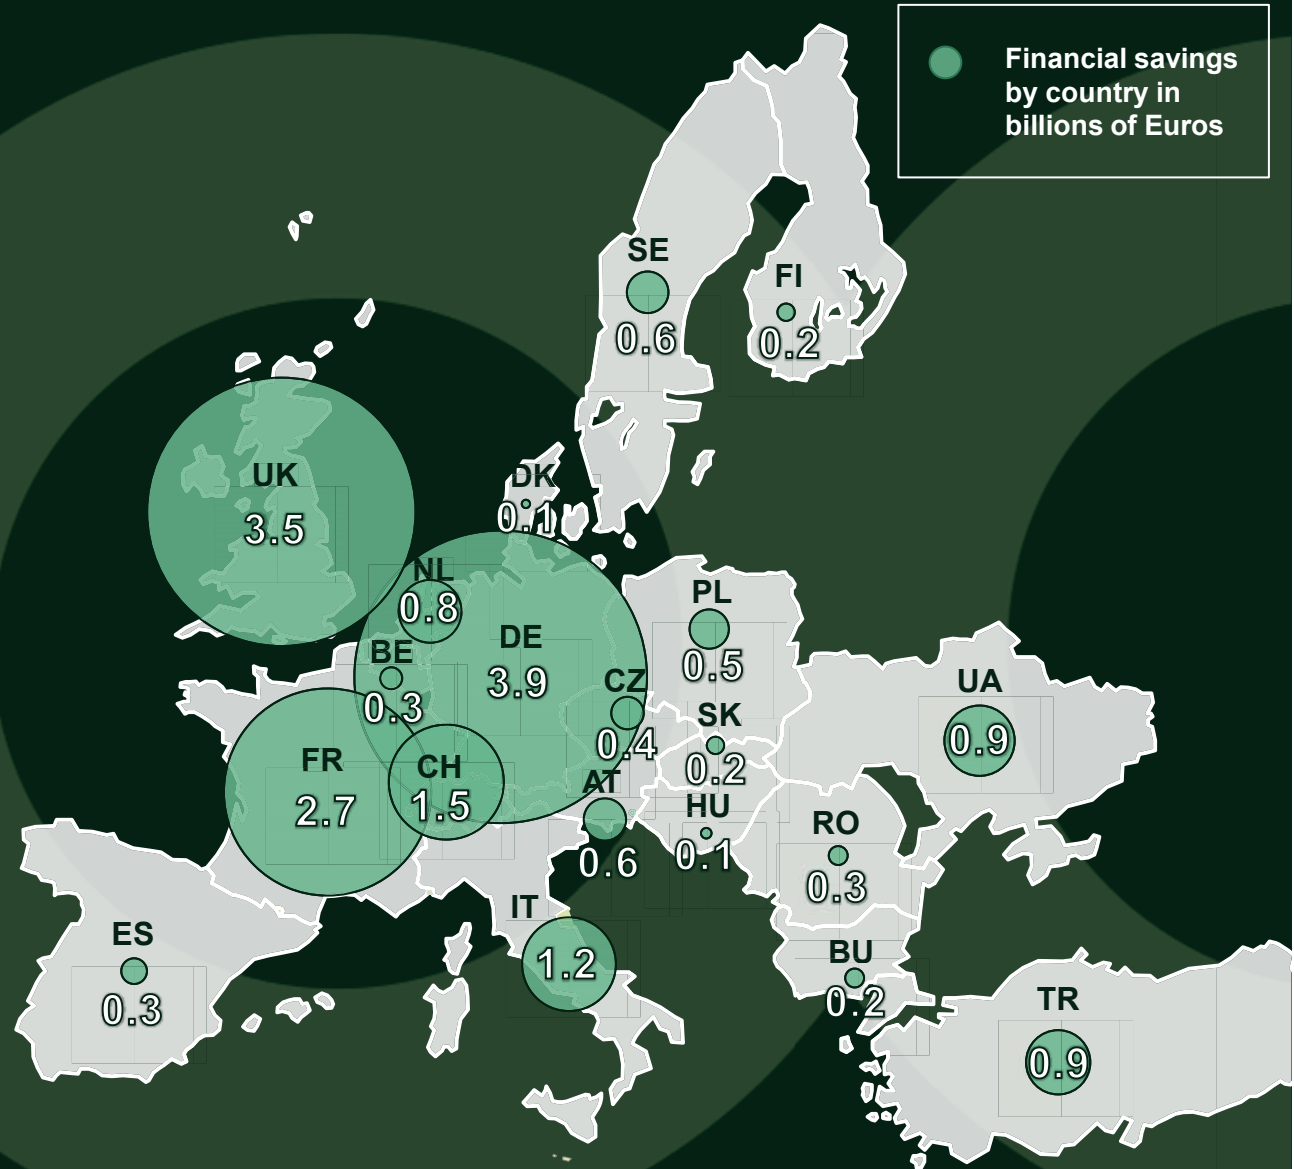 Financial savings
by country in
billions of Euros
SE
0.6
FI
0.2
UK
3.5
DK
0.1
NL
0.8
BE
0.3
DE
3.9
CZ
0.4
PL
0.5
SK
0.2
UA
0.9
FR
2.7
CH
1.5
AT
0.6
HU
0.1
RO
0.3
IT
1.2
ES
0.3
BU
0.2
TR
0.9